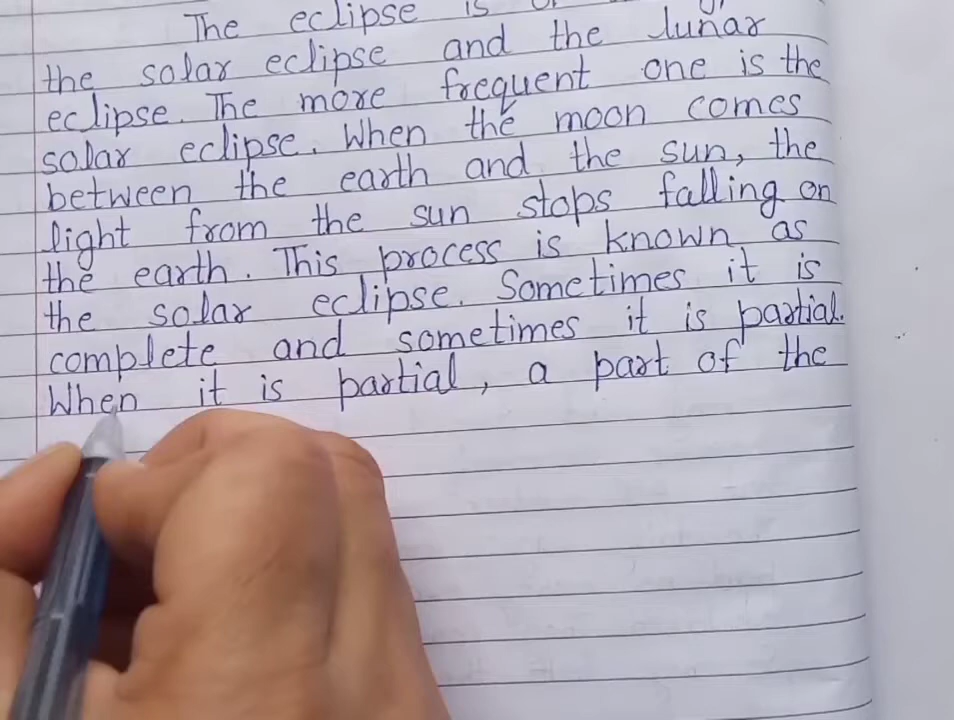 The eclipse is
the solar eclipse and the lunar
eclipse. The more frequent one is the
solar eclipse. When the moon comes
between the earth and the sun, the
light from the sun stops falling on
the earth. This process is known as
the solar eclipse. Sometimes it is
complete and sometimes it is partial.
When it is partial, a part of the